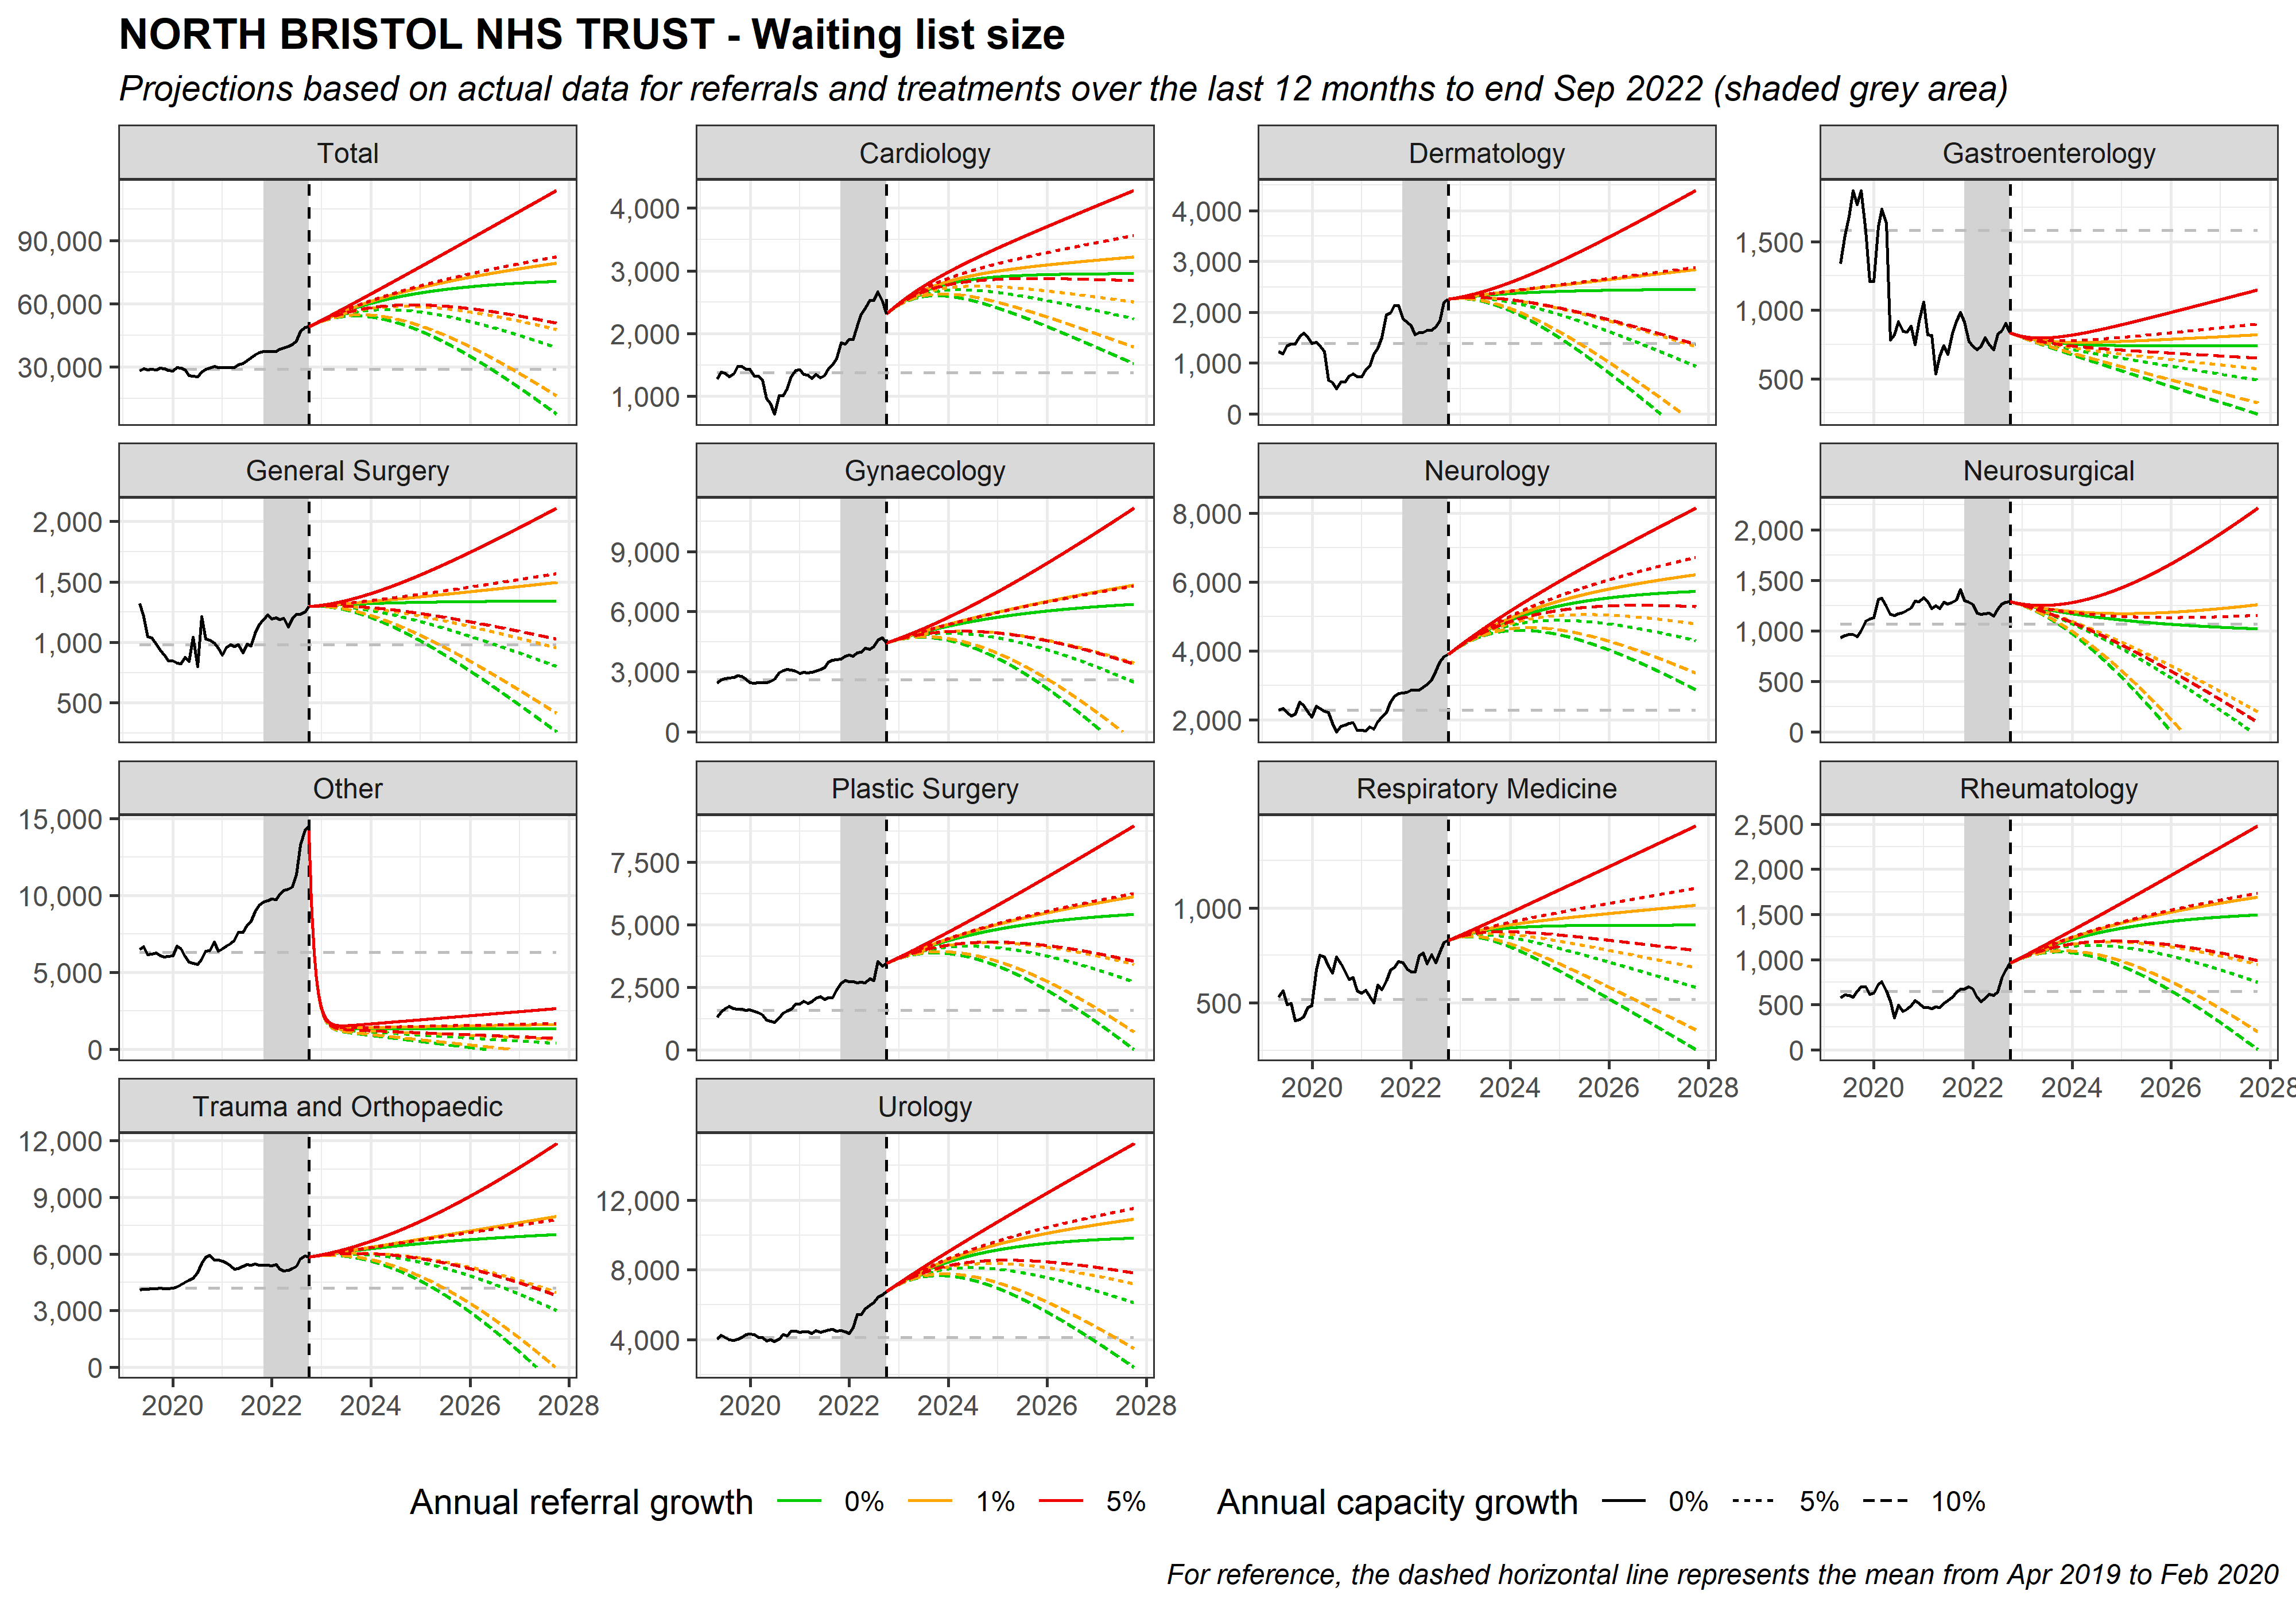 NORTH BRISTOL NHS TRUST - Waiting list size
Projections based on actual data for referrals and treatments over the last 12 months to end Sep 2022 (shaded grey area)
Total
90,000
60,000
30,000
Cardiology
4,000
3,000
2,000
1,000
Dermatology
4,000
3,000
2,000
1,000
0
Gastroenterology
1,500
1,000
500
General Surgery
2,000
1,500
1,000
500
Gynaecology
9,000
6,000
3,000
0
Neurology
8,000
6,000
4,000
2,000
Neurosurgical
2,000
1,500
1,000
500
0
Other
15,000
10,000
5,000
0
Plastic Surgery
7,500
5,000
2,500
0
Respiratory Medicine
1,000
500
2020 2022 2024 2026 2028
Rheumatology
2,500
2,000
1,500
1,000
500
0
2020 2022 2024 2026 2028
Trauma and Orthopaedic
12,000
9,000
6,000
3,000
0
2020 2022 2024 2026 2028
Urology
12,000
8,000
4,000
2020 2022 2024 2026 2028
Annual referral growth 0% 1% 5% Annual capacity growth 0% 5% 10%
For reference, the dashed horizontal line represents the mean from Apr 2019 to Feb 2020